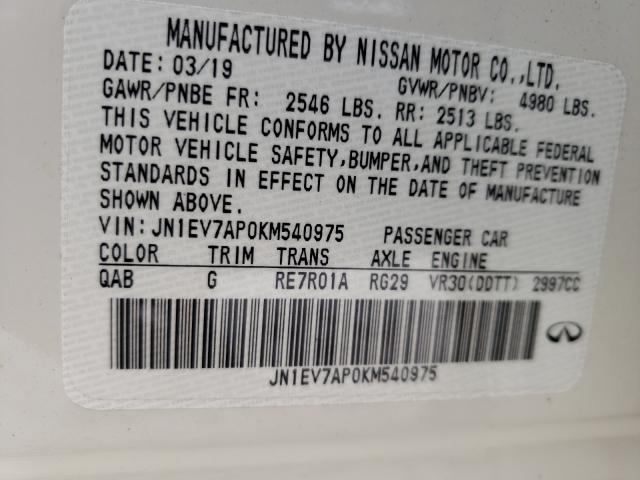 MANUFACTURED BY NISSAN MOTOR CO.,LTD.
DATE: 03/19 GVWR/PNBV: 4980 LBS.
GAWR/PNBE FR: 2546 LBS. RR: 2513 LBS.
THIS VEHICLE CONFORMS TO ALL APPLICABLE FEDERAL
MOTOR VEHICLE SAFETY,BUMPER,AND THEFT PREVENTION
STANDARDS IN EFFECT ON THE DATE OF MANUFACTURE
SHOWN ABOVE.
VIN: JN1EV7AP0KM540975 PASSENGER CAR
COLOR TRIM TRANS AXLE ENGINE
QAB G RE7R01A RG29 VR30(DDTT) 2997CC
JN1EV7AP0KM540975